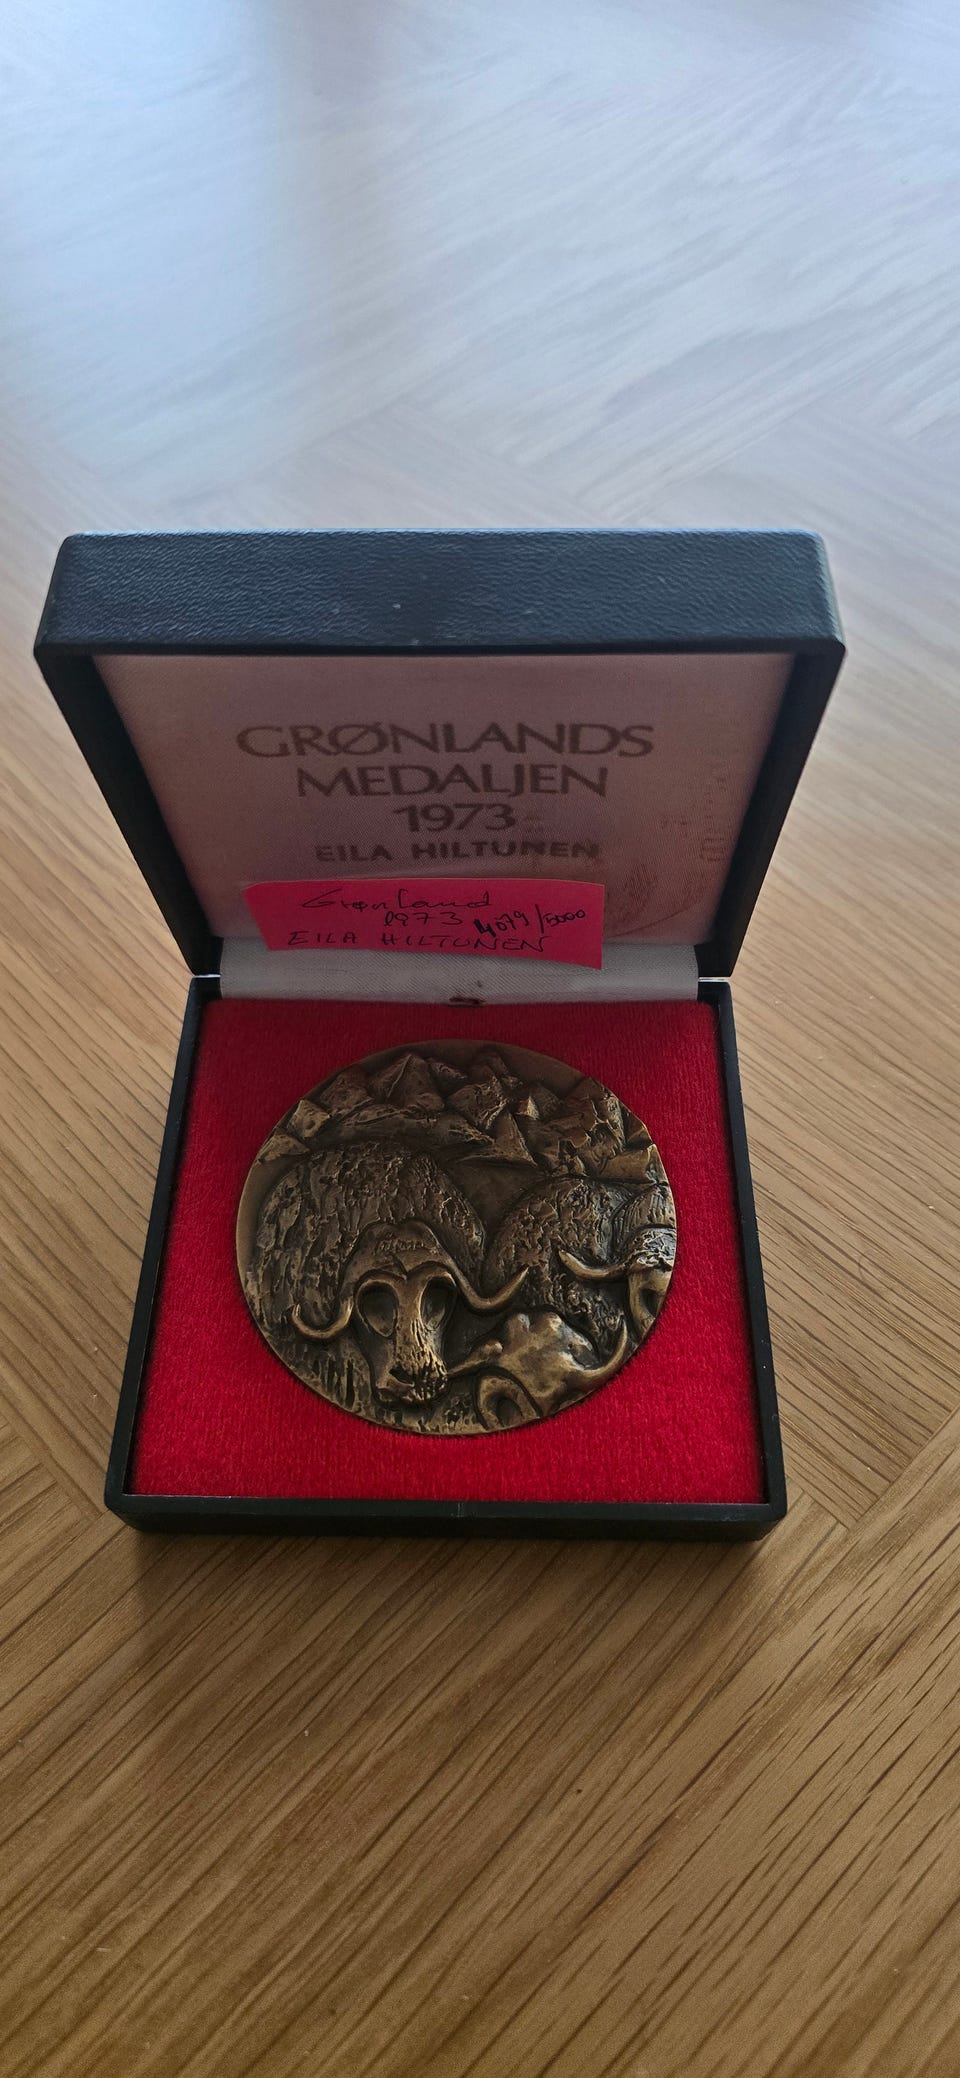 GRØNLANDS
MEDALJEN
1973
EILA HILTUNEN
Grønland
1973 4079/5000
EILA HILTUNEN